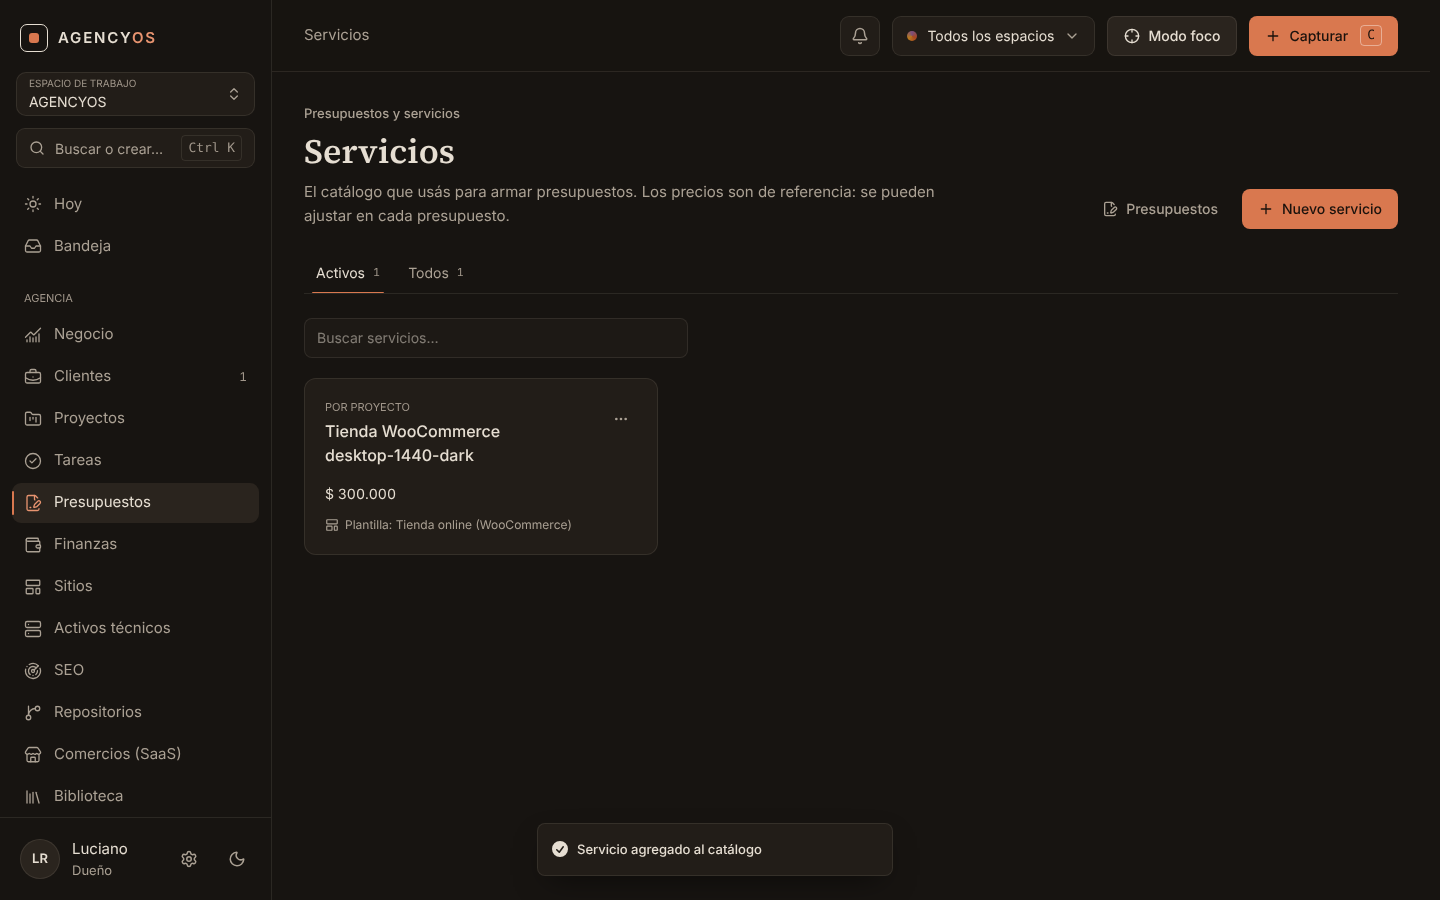 AGENCYOS
ESPACIO DE TRABAJO
AGENCYOS
Buscar o crear... Ctrl K
Hoy
Bandeja
AGENCIA
Negocio
Clientes 1
Proyectos
Tareas
Presupuestos
Finanzas
Sitios
Activos técnicos
SEO
Repositorios
Comercios (SaaS)
Biblioteca
LR
Luciano
Dueño
Servicios
Todos los espacios
Modo foco
Capturar C
Presupuestos y servicios
Servicios
El catálogo que usás para armar presupuestos. Los precios son de referencia: se pueden
ajustar en cada presupuesto.
Presupuestos
Nuevo servicio
Activos 1
Todos 1
Buscar servicios...
POR PROYECTO
Tienda WooCommerce
desktop-1440-dark
$ 300.000
Plantilla: Tienda online (WooCommerce)
Servicio agregado al catálogo